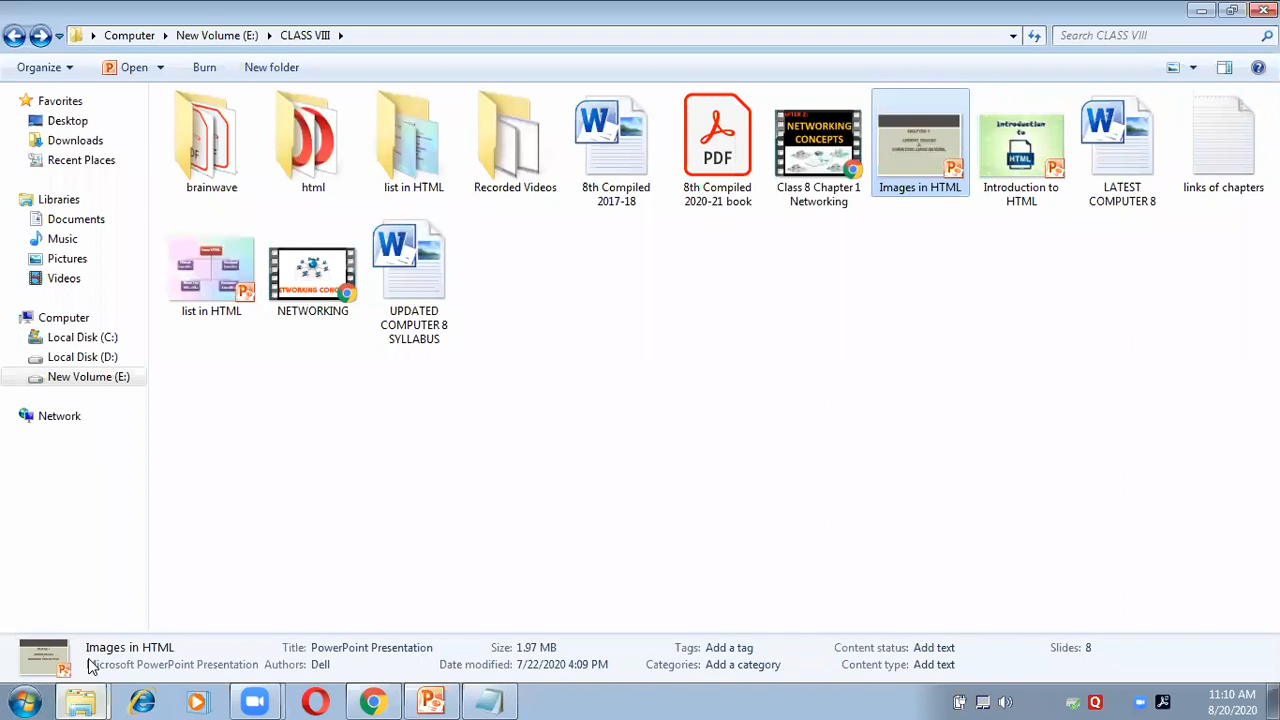 Computer New Volume (E:) CLASS VIII Search CLASS VIII
Organize Open Burn New folder
Favorites
Desktop
Downloads
Recent Places
Libraries
Documents
Music
Pictures
Videos
Computer
Local Disk (C:)
Local Disk (D:)
New Volume (E:)
Network
brainwave
html
list in HTML
Recorded Videos
8th Compiled
2017-18
PDF
8th Compiled
2020-21 book
NETWORKING
CONCEPTS
Class 8 Chapter 1
Networking
Images in HTML
Introduction
to
HTML
Introduction to
HTML
LATEST
COMPUTER 8
links of chapters
list in HTML
NETWORKING
UPDATED
COMPUTER 8
SYLLABUS
Images in HTML Title: PowerPoint Presentation Size: 1.97 MB Tags: Add a tag Content status: Add text Slides: 8
Microsoft PowerPoint Presentation Authors: Dell Date modified: 7/22/2020 4:09 PM Categories: Add a category Content type: Add text
11:10 AM
8/20/2020